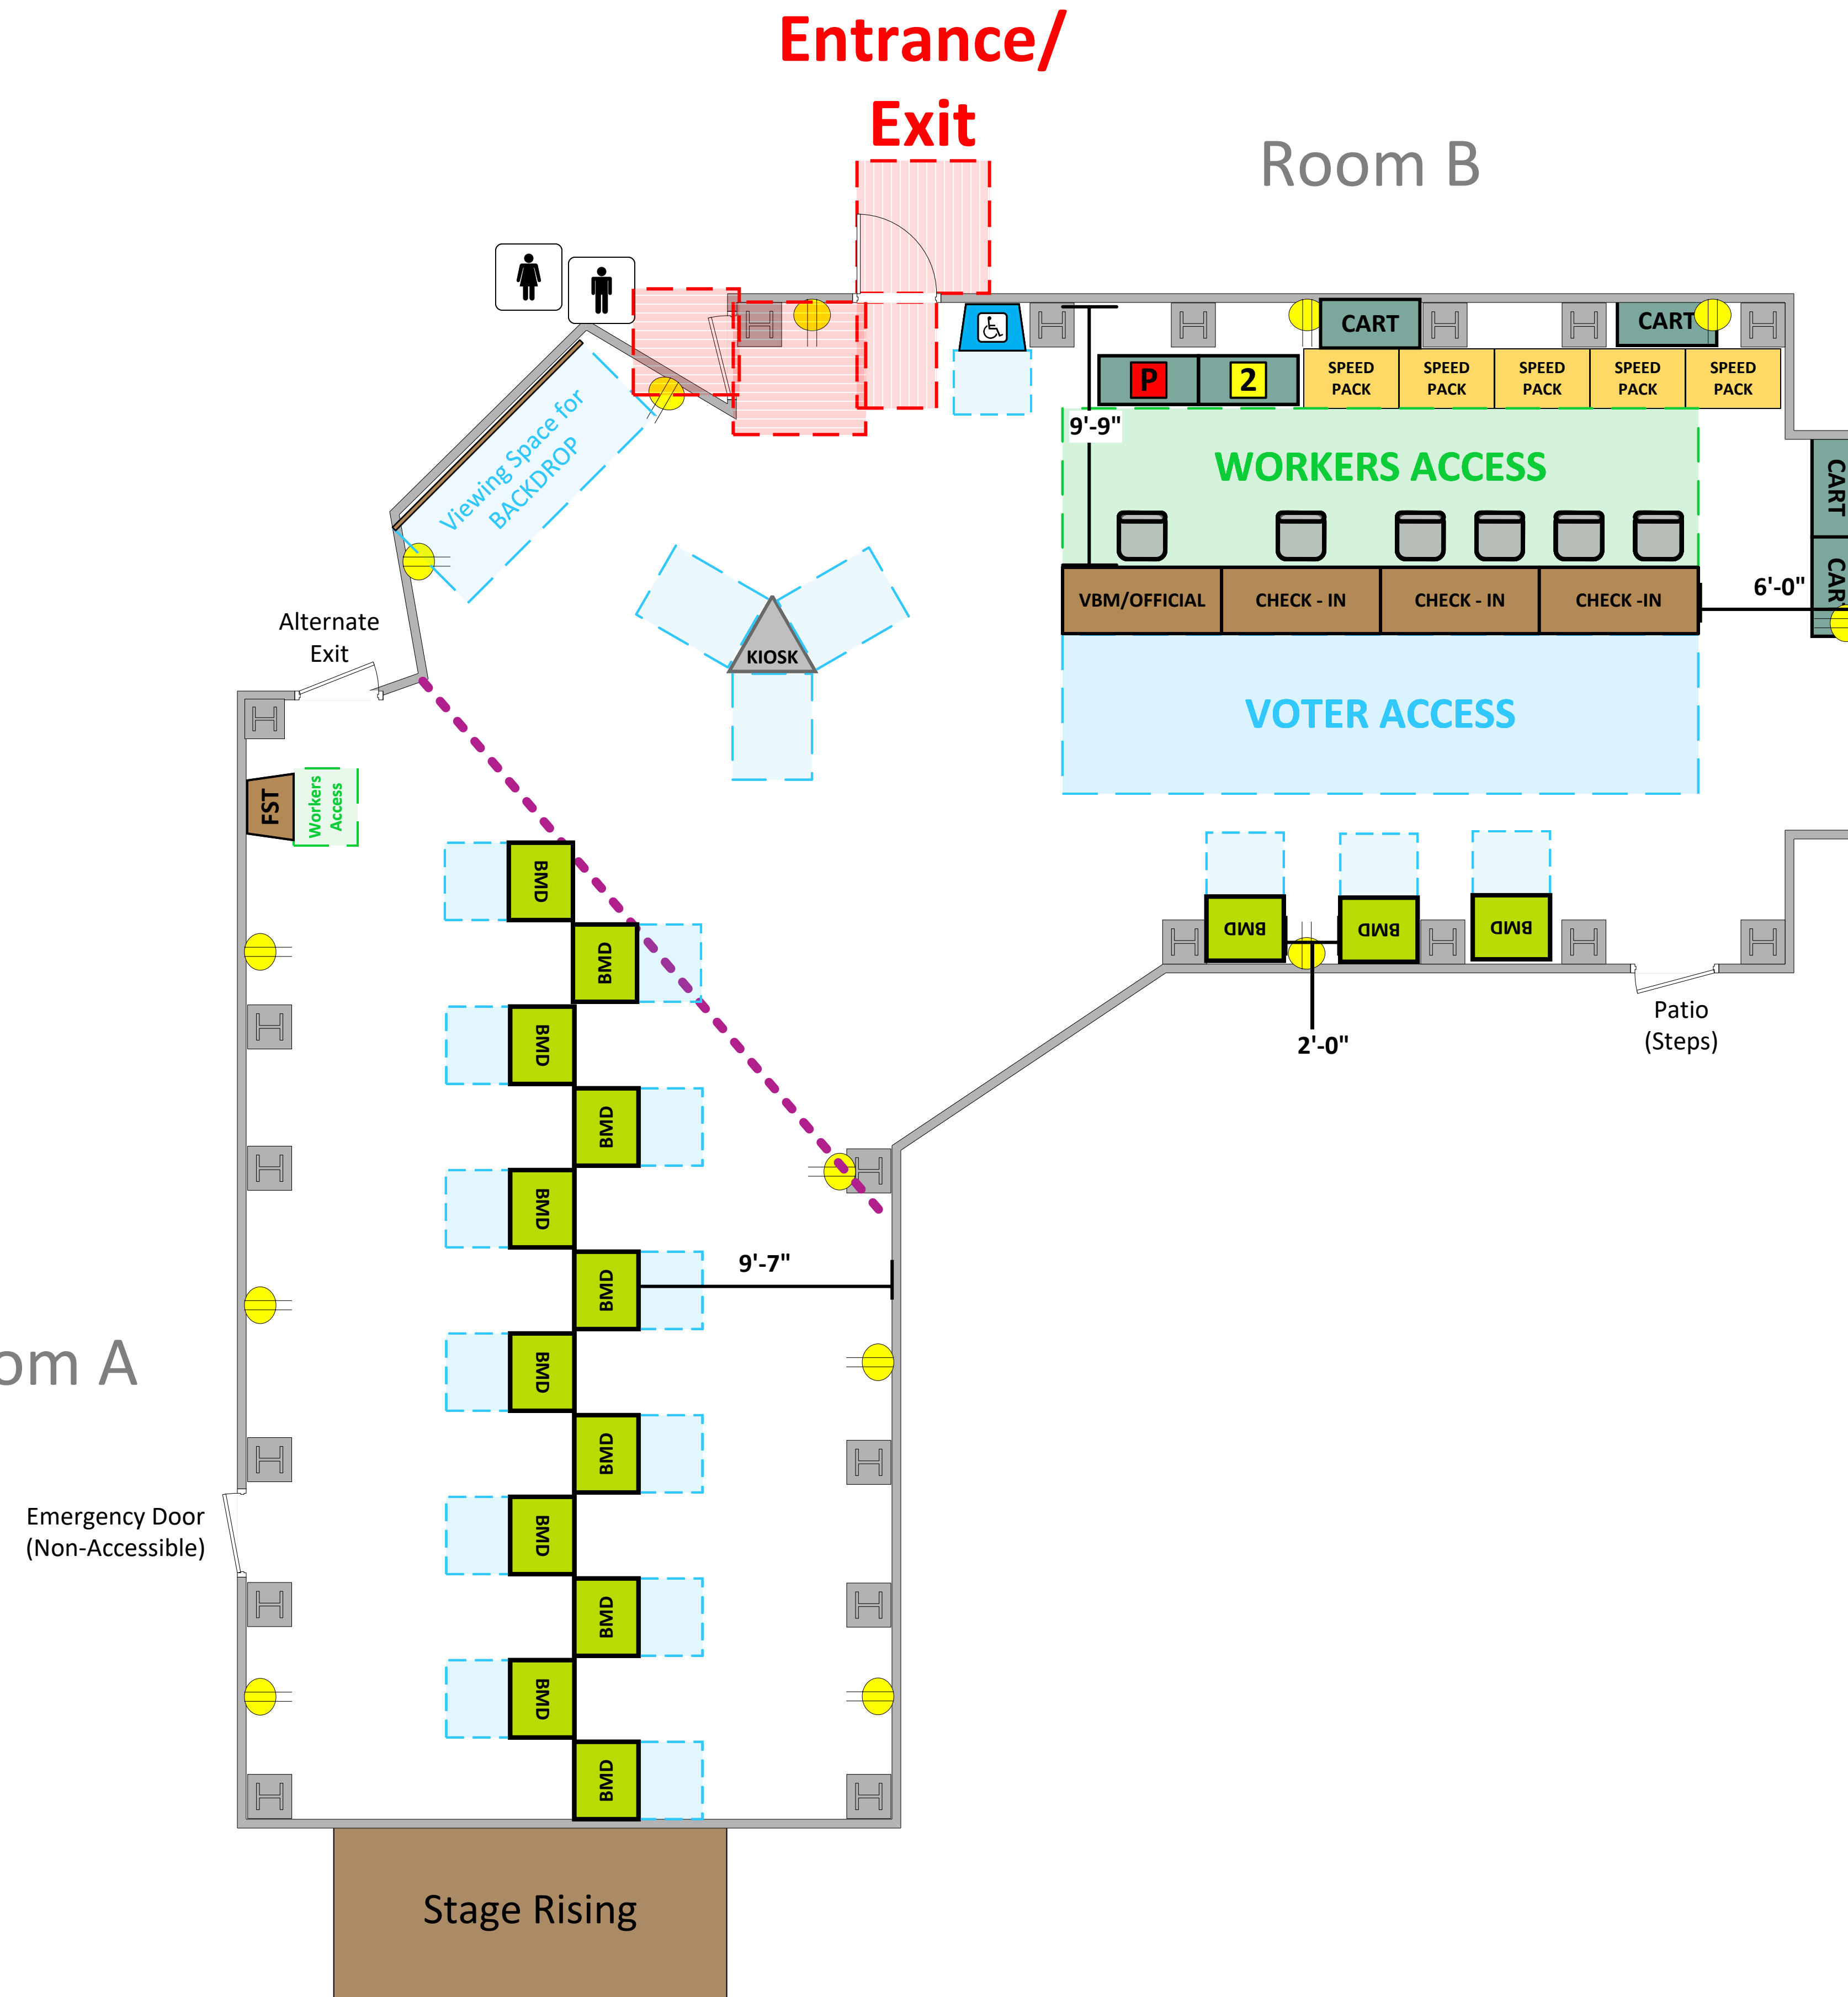 Entrance/
Exit
Room B
CART
CART
P
2
SPEED
PACK
SPEED
PACK
SPEED
PACK
SPEED
PACK
SPEED
PACK
9'-9"
WORKERS ACCESS
CART
Viewing Space for
BACKDROP
VBM/OFFICIAL
CHECK - IN
CHECK - IN
CHECK -IN
6'-0"
CAR
Alternate
Exit
KIOSK
VOTER ACCESS
FST
Workers
Access
BMD
BMD
BMD
BMD
BMD
2'-0"
Patio
(Steps)
BMD
BMD
BMD
BMD
9'-7"
BMD
om A
BMD
BMD
Emergency Door
(Non-Accessible)
BMD
BMD
BMD
BMD
Stage Rising